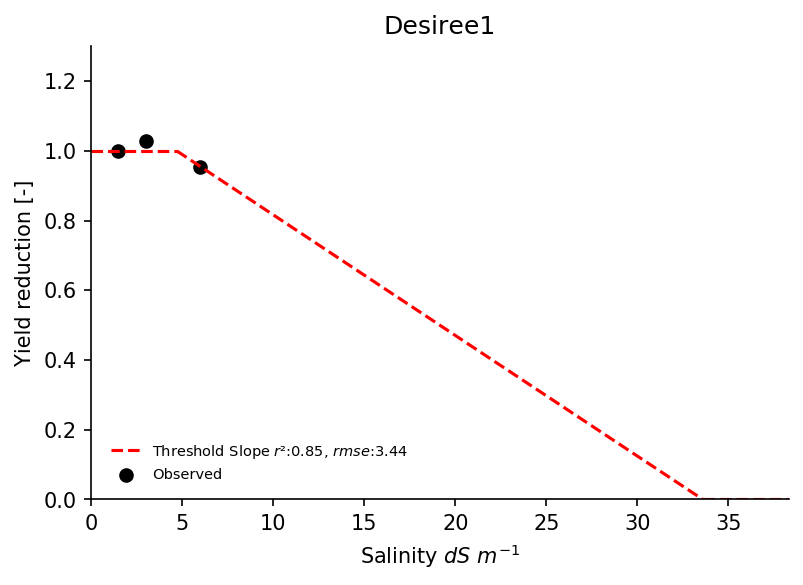 Desiree1
Yield reduction [-]
1.2
1.0
0.8
0.6
0.4
0.2
0.0
Threshold Slope r²:0.85, rmse:3.44
Observed
0 5 10 15 20 25 30 35
Salinity dS m⁻¹